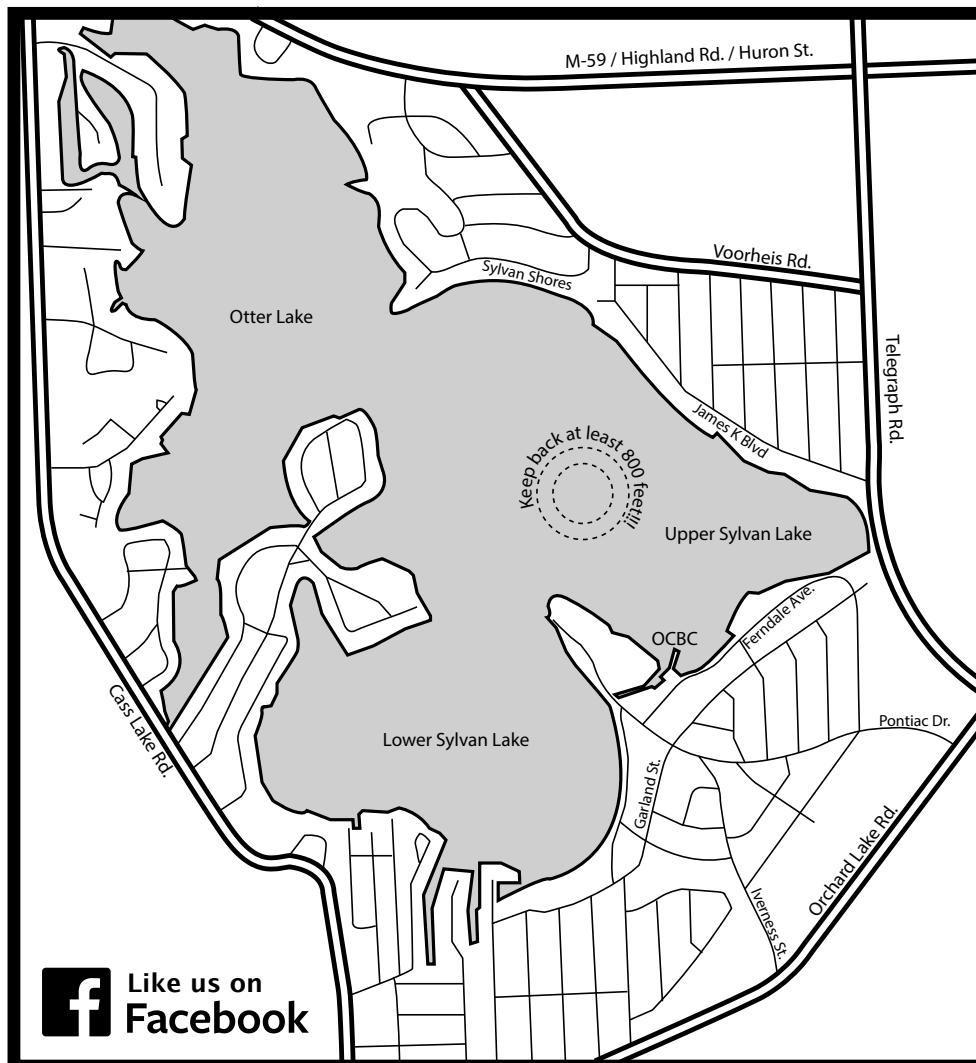 M-59 / Highland Rd. / Huron St.
Voorheis Rd.
Sylvan Shores
Otter Lake
Telegraph Rd.
James K Blvd
Keep back at least 800 feet!!!
Upper Sylvan Lake
Ferndale Ave.
OCBC
Cass Lake Rd.
Pontiac Dr.
Lower Sylvan Lake
Garland St.
Orchard Lake Rd.
Iverness St.
f
Like us on
Facebook